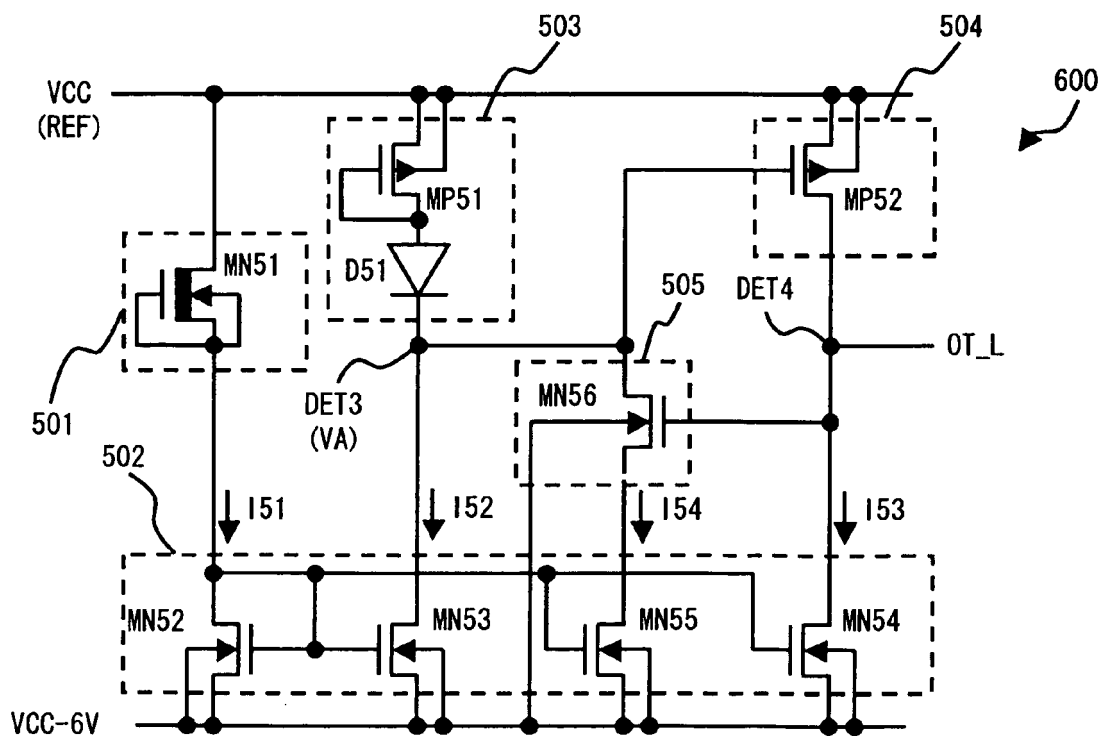 503
504
600
VCC
(REF)
MP51
MP52
MN51
D51
505
DET4
OT_L
MN56
DET3
(VA)
501
502
I51
I52
I54
I53
MN52
MN53
MN55
MN54
VCC-6V